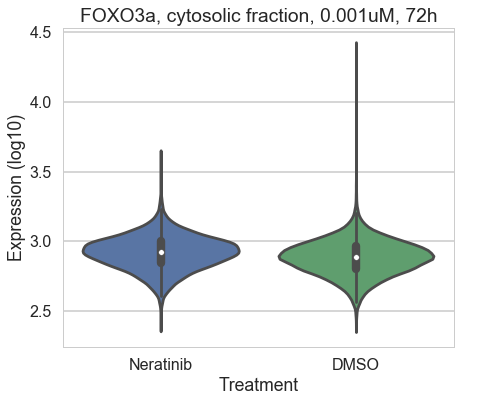 FOXO3a, cytosolic fraction, 0.001uM, 72h
4.5
4.0
3.5
3.0
2.5
Expression (log10)
Neratinib DMSO
Treatment